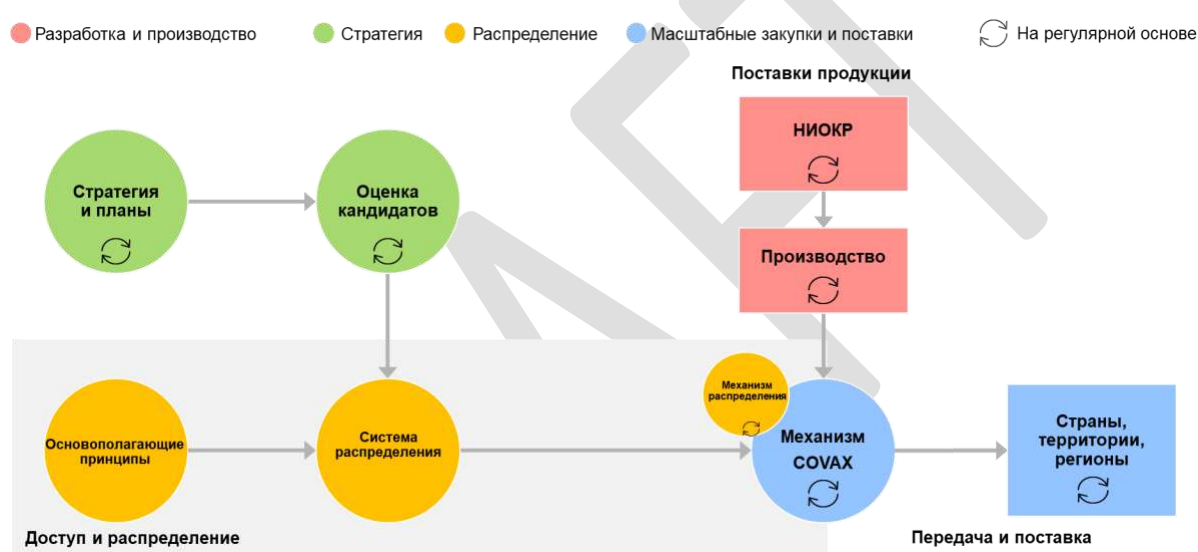 Разработка и производство
Стратегия
Распределение
Масштабные закупки и поставки
На регулярной основе
Поставки продукции
НИОКР
Стратегия
и планы
Оценка
кандидатов
Производство
Механизм
распределения
Основополагающие
принципы
Система
распределения
Механизм
COVAX
Страны,
территории,
регионы
Доступ и распределение
Передача и поставка